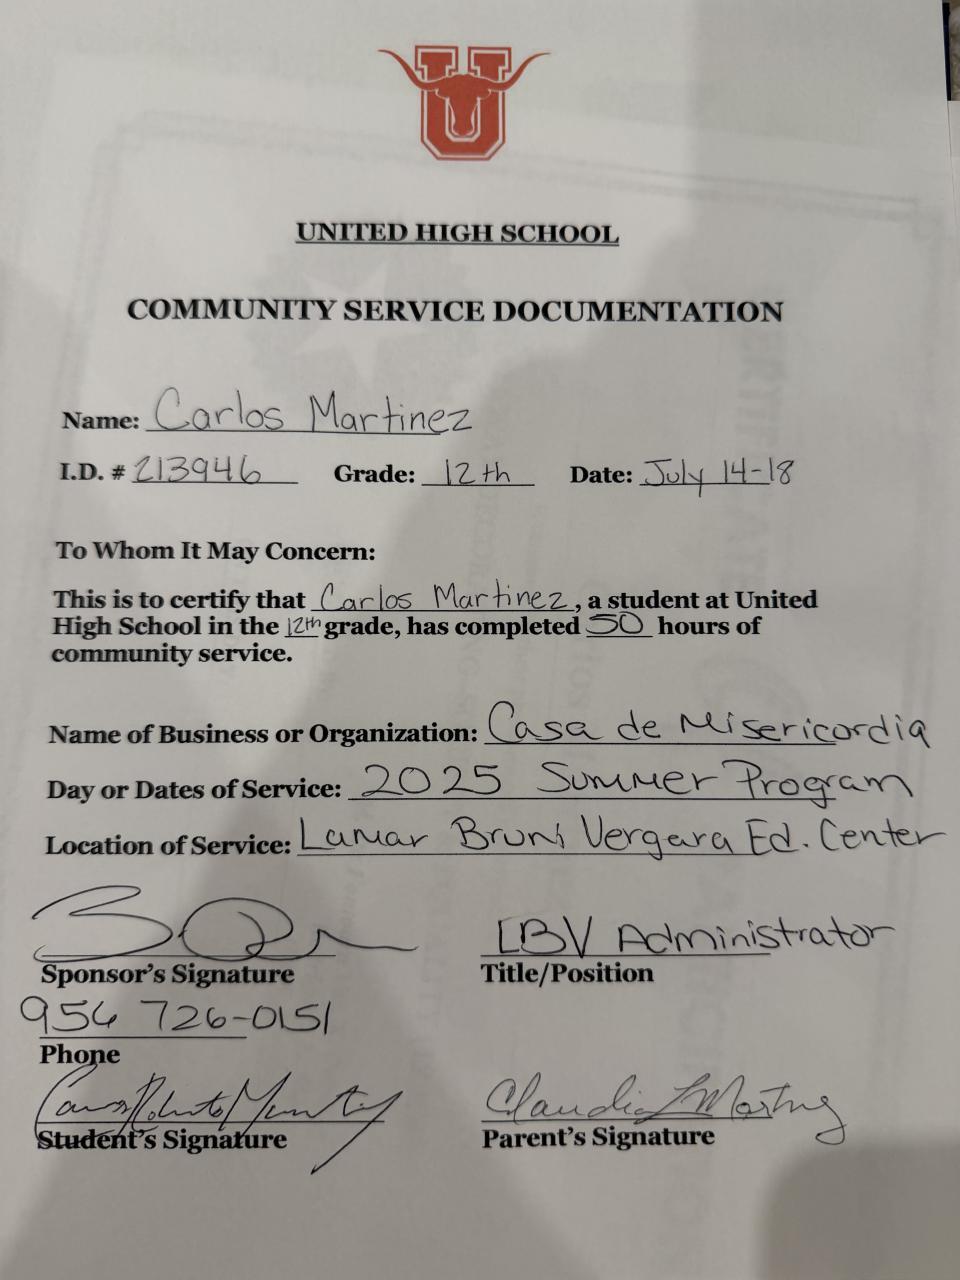 U
UNITED HIGH SCHOOL
COMMUNITY SERVICE DOCUMENTATION
Name: Carlos Martinez
I.D. # 213946 Grade: 12th Date: July 14-18
To Whom It May Concern:
This is to certify that Carlos Martinez, a student at United
High School in the 12th grade, has completed 50 hours of
community service.
Name of Business or Organization: Casa de Misericordia
Day or Dates of Service: 2025 Summer Program
Location of Service: Lamar Bruni Vergara Ed. Center
LBV Administrator
Sponsor's Signature Title/Position
956 726-0151
Phone
Claudia L Martinez
Student's Signature Parent's Signature